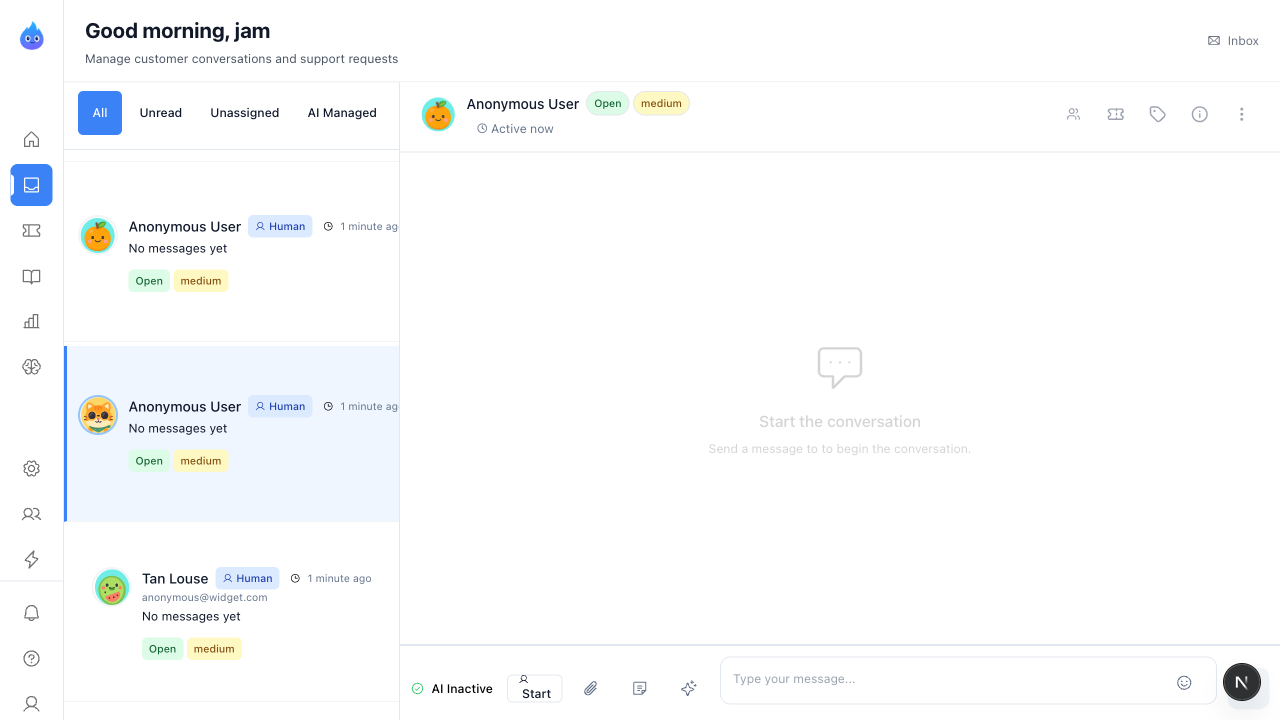 Good morning, jam
Manage customer conversations and support requests
Inbox
All
Unread
Unassigned
AI Managed
Anonymous User
Human
1 minute ag
No messages yet
Open
medium
Anonymous User
Human
1 minute ag
No messages yet
Open
medium
Tan Louse
Human
1 minute ago
anonymous@widget.com
No messages yet
Open
medium
Anonymous User
Open
medium
Active now
Start the conversation
Send a message to to begin the conversation.
AI Inactive
Start
Type your message...
N